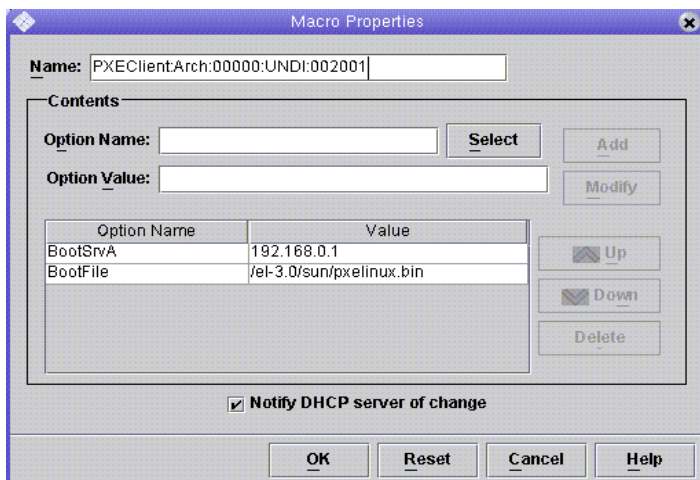 Macro Properties
Name: PXEClient:Arch:00000:UNDI:002001
Contents
Option Name: Select Add
Option Value: Modify
Option Name Value
BootSrvA 192.168.0.1
BootFile /el-3.0/sun/pxelinux.bin
Up
Down
Delete
Notify DHCP server of change
OK Reset Cancel Help